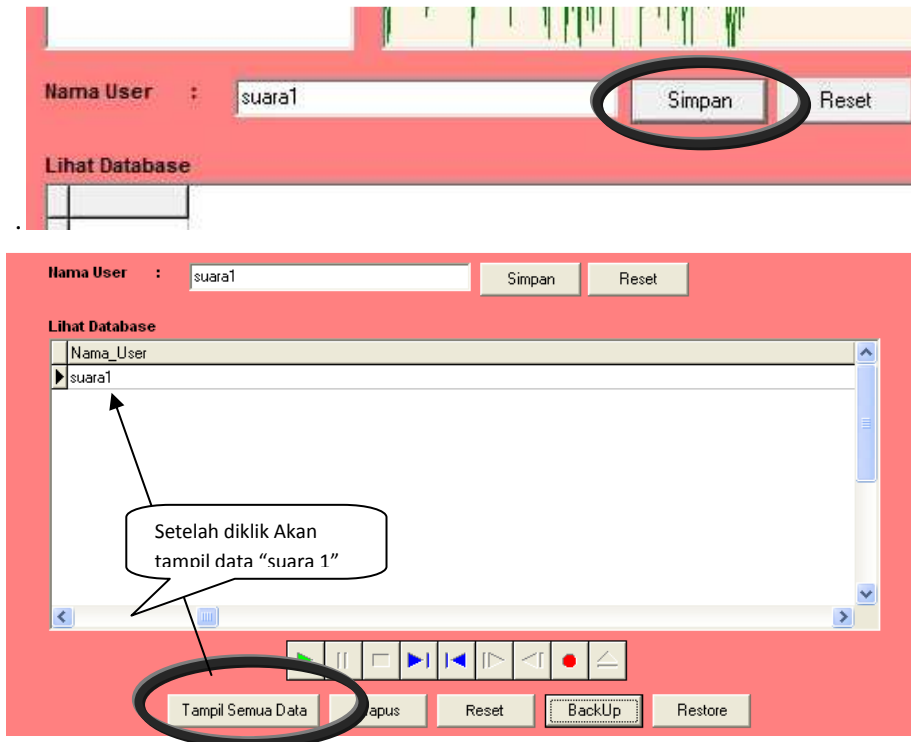 Nama User : suara1 Simpan Reset
Lihat Database
.
Nama User : suara1 Simpan Reset
Lihat Database
Nama_User
suara1
Setelah diklik Akan
tampil data “suara 1”
Tampil Semua Data apus Reset BackUp Restore